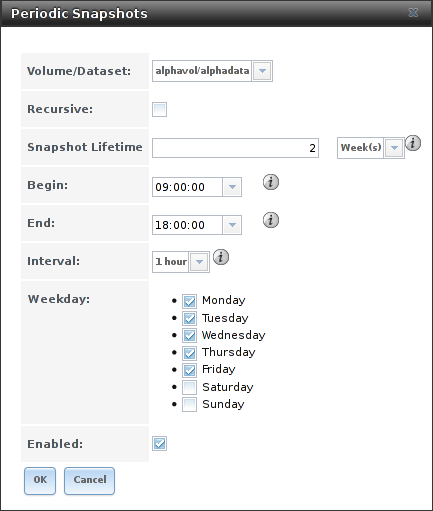 Periodic Snapshots
Volume/Dataset: alphavol/alphadata
Recursive:
Snapshot Lifetime 2 Week(s)
Begin: 09:00:00
End: 18:00:00
Interval: 1 hour
Weekday:
Monday
Tuesday
Wednesday
Thursday
Friday
Saturday
Sunday
Enabled:
OK Cancel